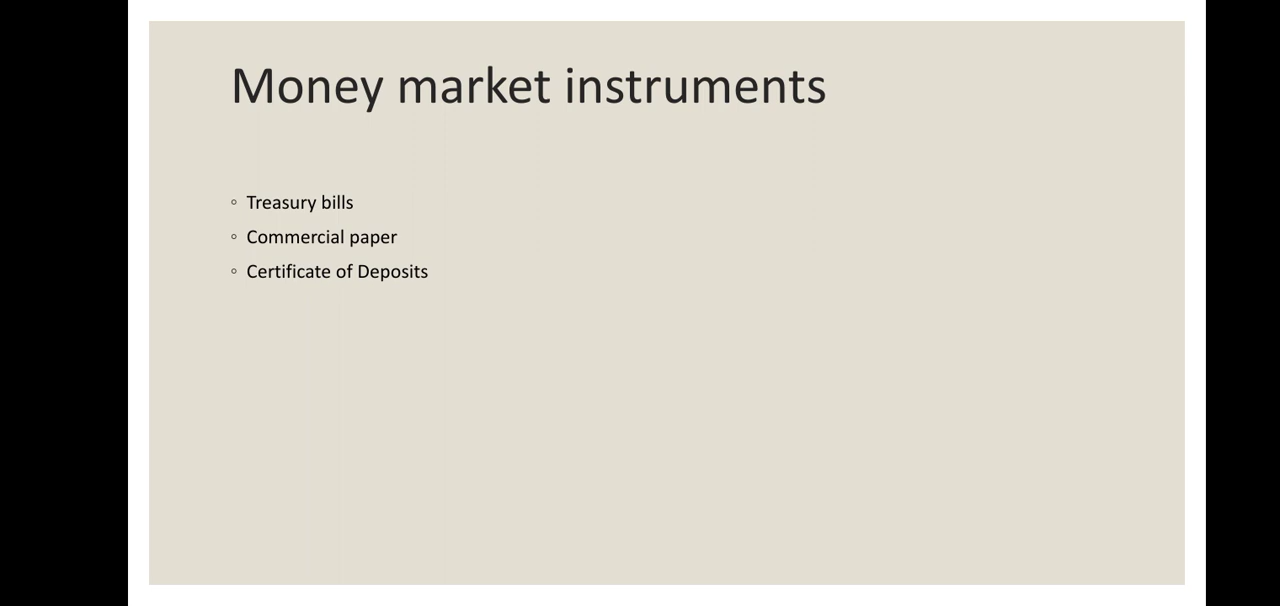 Money market instruments
◦ Treasury bills
◦ Commercial paper
◦ Certificate of Deposits